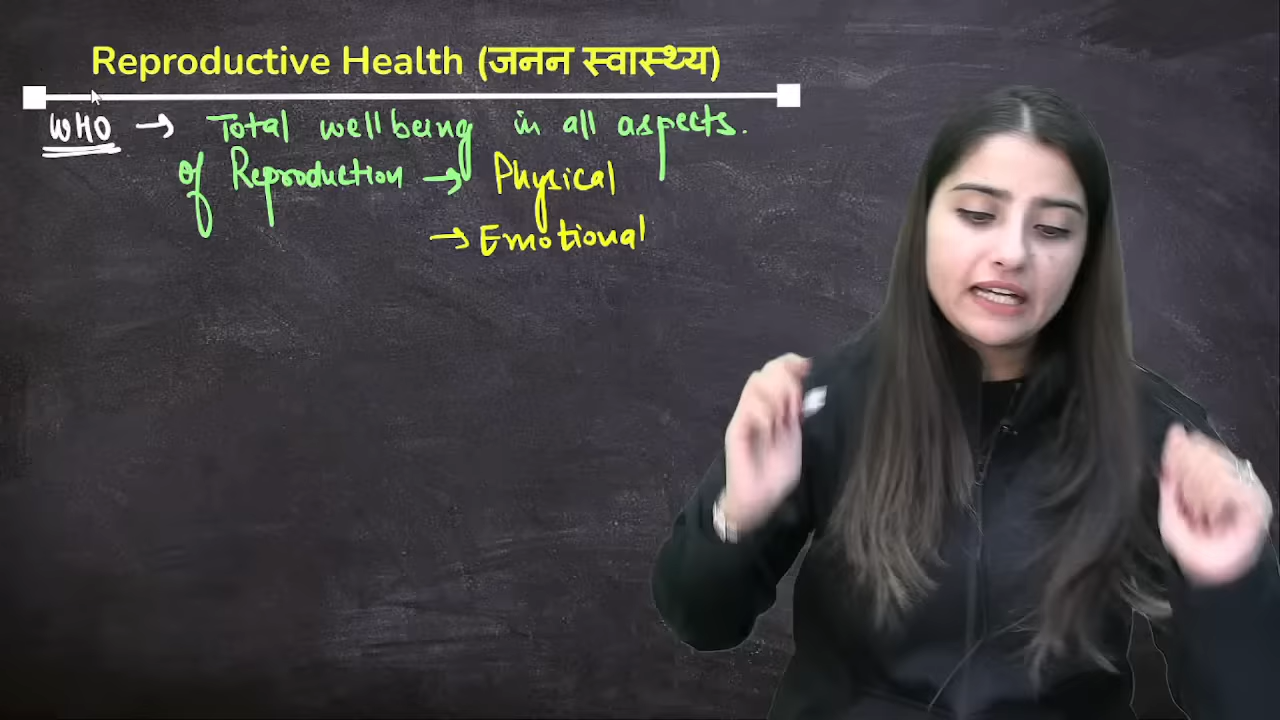 Reproductive Health (जनन स्वास्थ्य)
WHO → Total wellbeing in all aspects.
of Reproduction → Physical
→ Emotional